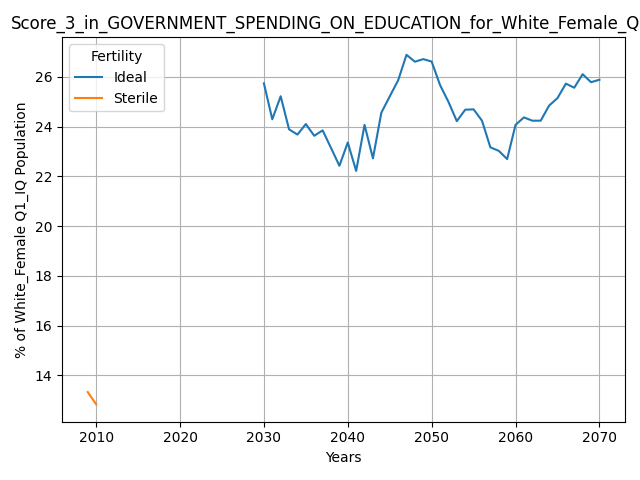 Score_3_in_GOVERNMENT_SPENDING_ON_EDUCATION_for_White_Female_Q
Fertility
Ideal
Sterile
% of White_Female Q1_IQ Population
26
24
22
20
18
16
14
2010 2020 2030 2040 2050 2060 2070
Years